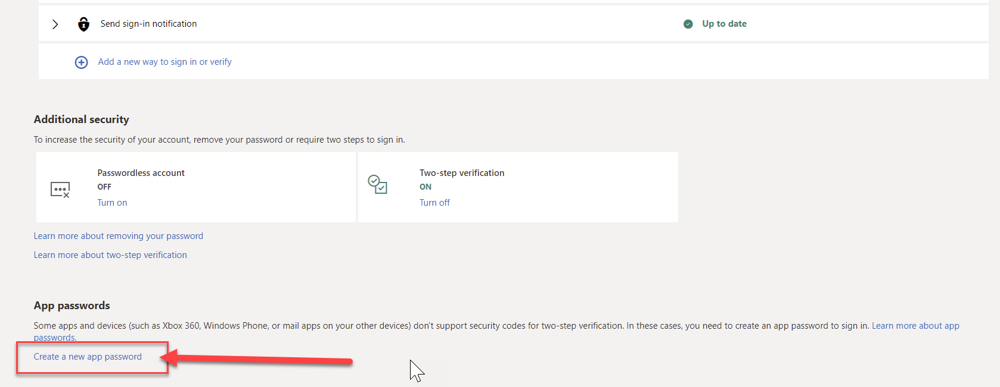 Send sign-in notification
Up to date
Add a new way to sign in or verify
Additional security
To increase the security of your account, remove your password or require two steps to sign in.
Passwordless account
OFF
Turn on
Two-step verification
ON
Turn off
Learn more about removing your password
Learn more about two-step verification
App passwords
Some apps and devices (such as Xbox 360, Windows Phone, or mail apps on your other devices) don't support security codes for two-step verification. In these cases, you need to create an app password to sign in. Learn more about app
passwords.
Create a new app password